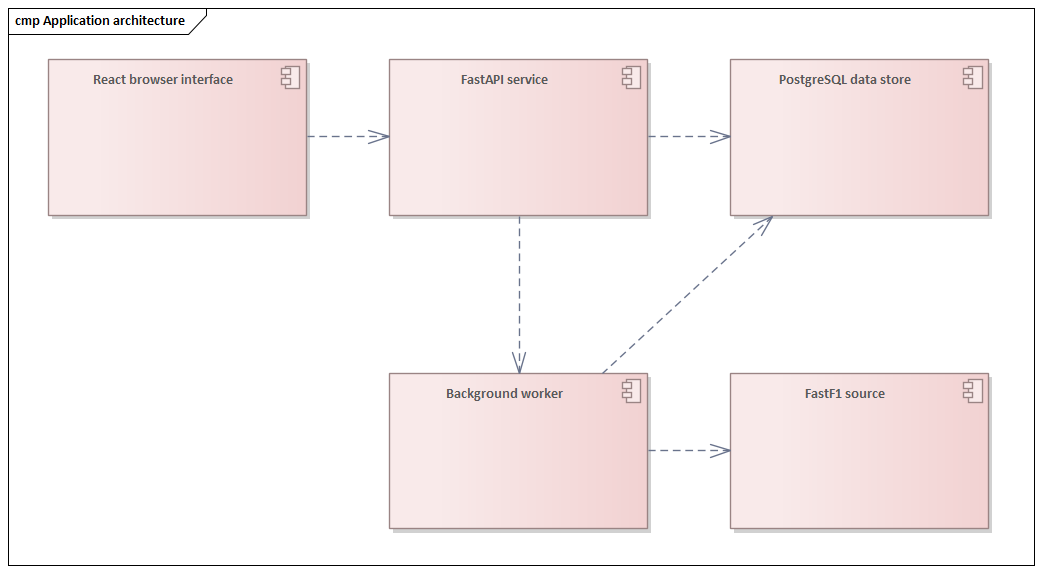 cmp Application architecture
React browser interface
FastAPI service
PostgreSQL data store
Background worker
FastF1 source